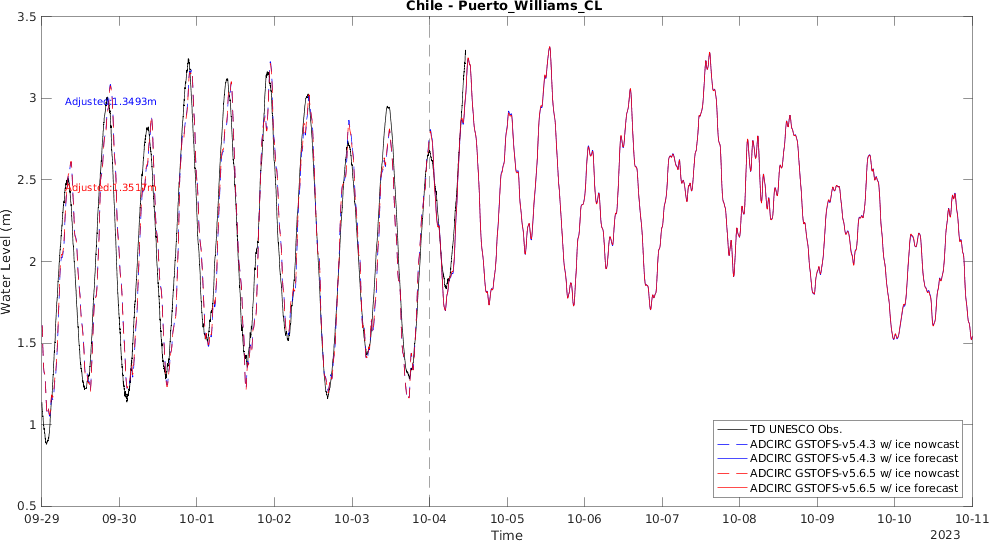 Chile - Puerto_Williams_CL
3.5
3
2.5
2
1.5
1
0.5
Water Level (m)
Adjusted:1.3493m
Adjusted:1.3517m
TD UNESCO Obs.
ADCIRC GSTOFS-v5.4.3 w/ ice nowcast
ADCIRC GSTOFS-v5.4.3 w/ ice forecast
ADCIRC GSTOFS-v5.6.5 w/ ice nowcast
ADCIRC GSTOFS-v5.6.5 w/ ice forecast
09-29 09-30 10-01 10-02 10-03 10-04 10-05 10-06 10-07 10-08 10-09 10-10 10-11
Time
2023